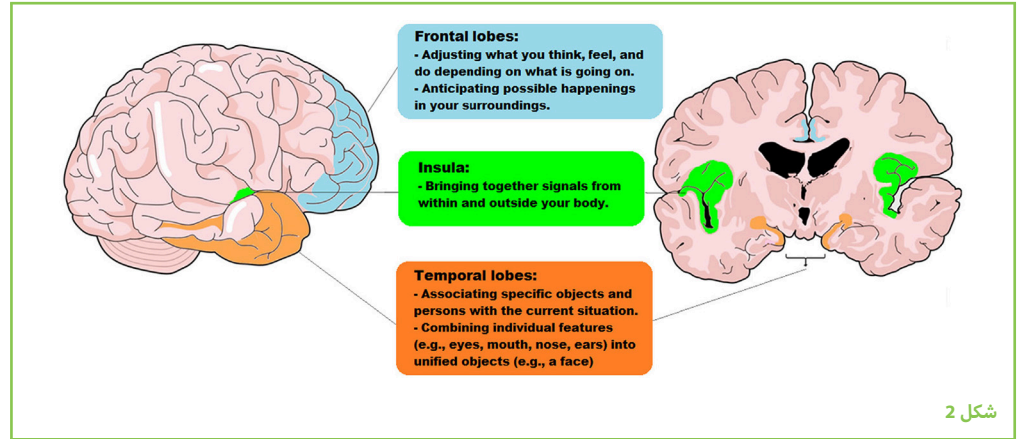 Frontal lobes:
- Adjusting what you think, feel, and
do depending on what is going on.
- Anticipating possible happenings
in your surroundings.
Insula:
- Bringing together signals from
within and outside your body.
Temporal lobes:
- Associating specific objects and
persons with the current situation.
- Combining individual features
(e.g., eyes, mouth, nose, ears) into
unified objects (e.g., a face)
شكل 2